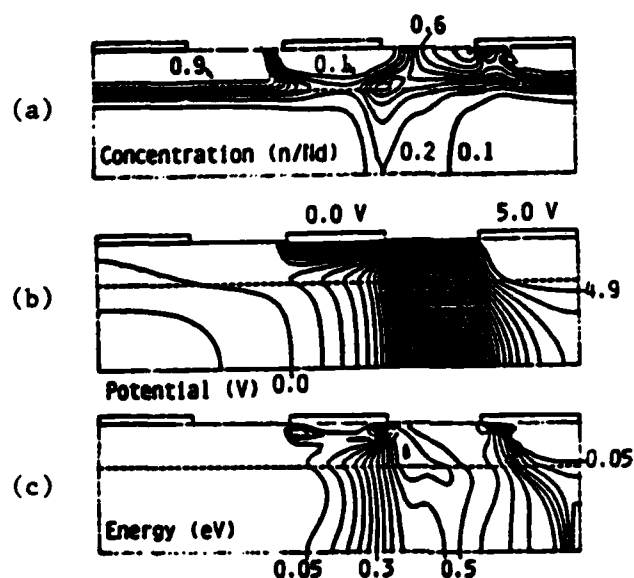 0.6
0.9
0.1
(a)
Concentration (n/Nd)
0.2
0.1
0.0 V
5.0 V
(b)
4.9
Potential (V)
0.0
(c)
0.05
Energy (eV)
0.05
0.3
0.5